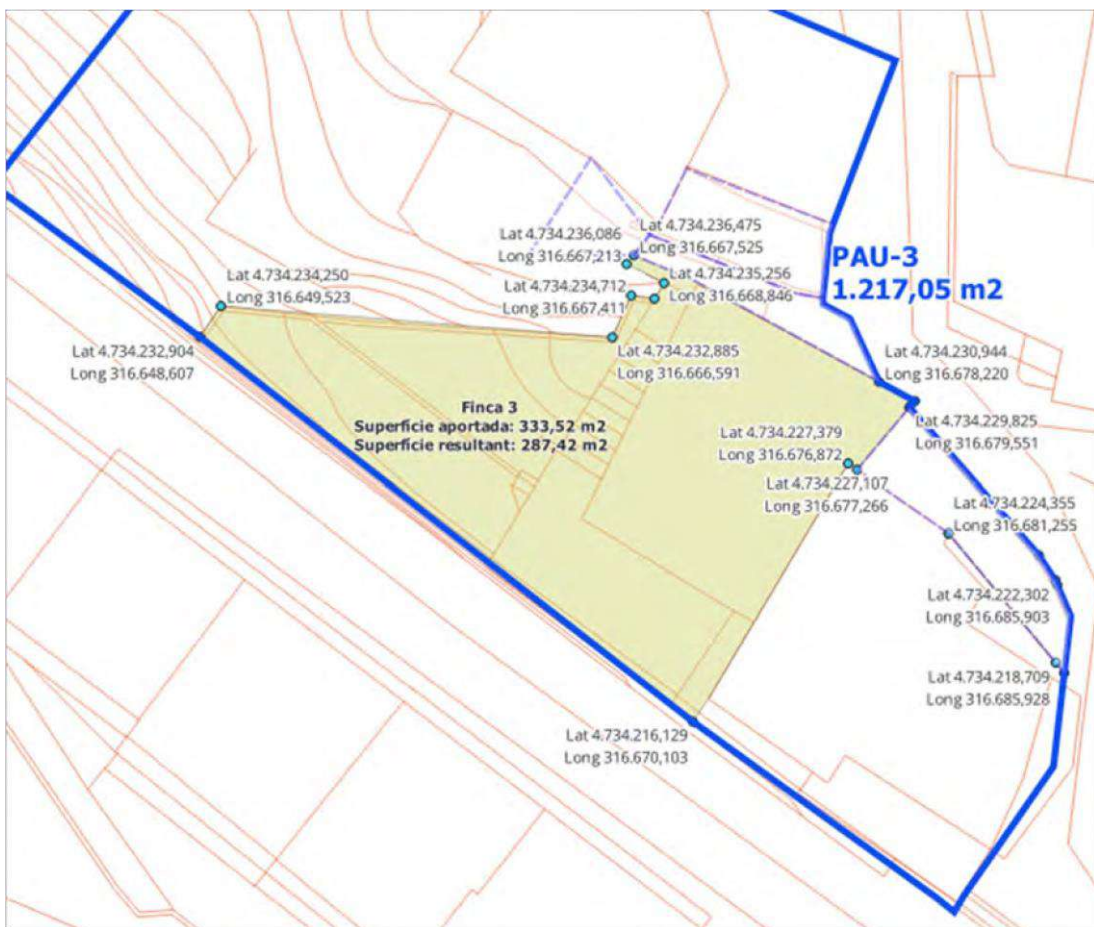 Lat 4.734.236,086
Long 316.667,213
Lat 4.734.236,475
Long 316.667,525
PAU-3
1.217,05 m2
Lat 4.734.235,256
Long 316.668,846
Lat 4.734.234,250
Long 316.649,523
Lat 4.734.234,712
Long 316.667,411
Lat 4.734.232,904
Long 316.648,607
Lat 4.734.232,885
Long 316.666,591
Lat 4.734.230,944
Long 316.678,220
Finca 3
Superfície aportada: 333,52 m2
Superfície resultant: 287,42 m2
Lat 4.734.229,825
Long 316.679,551
Lat 4.734.227,379
Long 316.676,872
Lat 4.734.227,107
Long 316.677,266
Lat 4.734.224,355
Long 316.681,255
Lat 4.734.222,302
Long 316.685,903
Lat 4.734.218,709
Long 316.685,928
Lat 4.734.216,129
Long 316.670,103